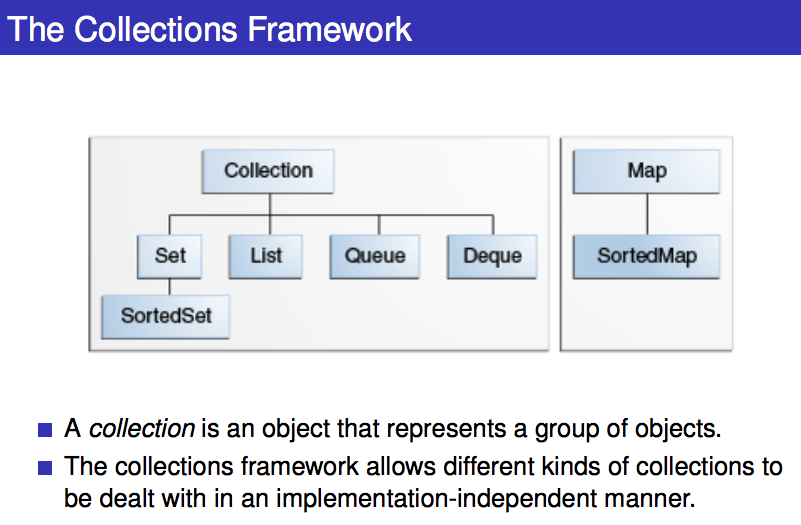 The Collections Framework
Collection
Map
Set
List
Queue
Deque
SortedMap
SortedSet
A collection is an object that represents a group of objects.
The collections framework allows different kinds of collections to
be dealt with in an implementation-independent manner.